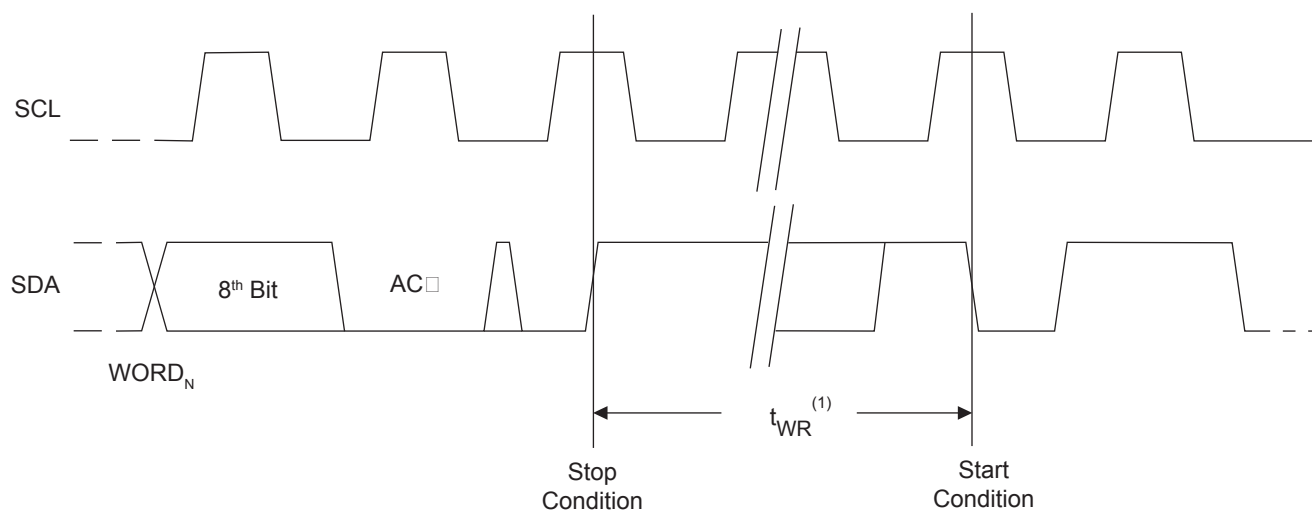 SCL
SDA
8th Bit
AC□
WORDN
tWR(1)
Stop
Condition
Start
Condition